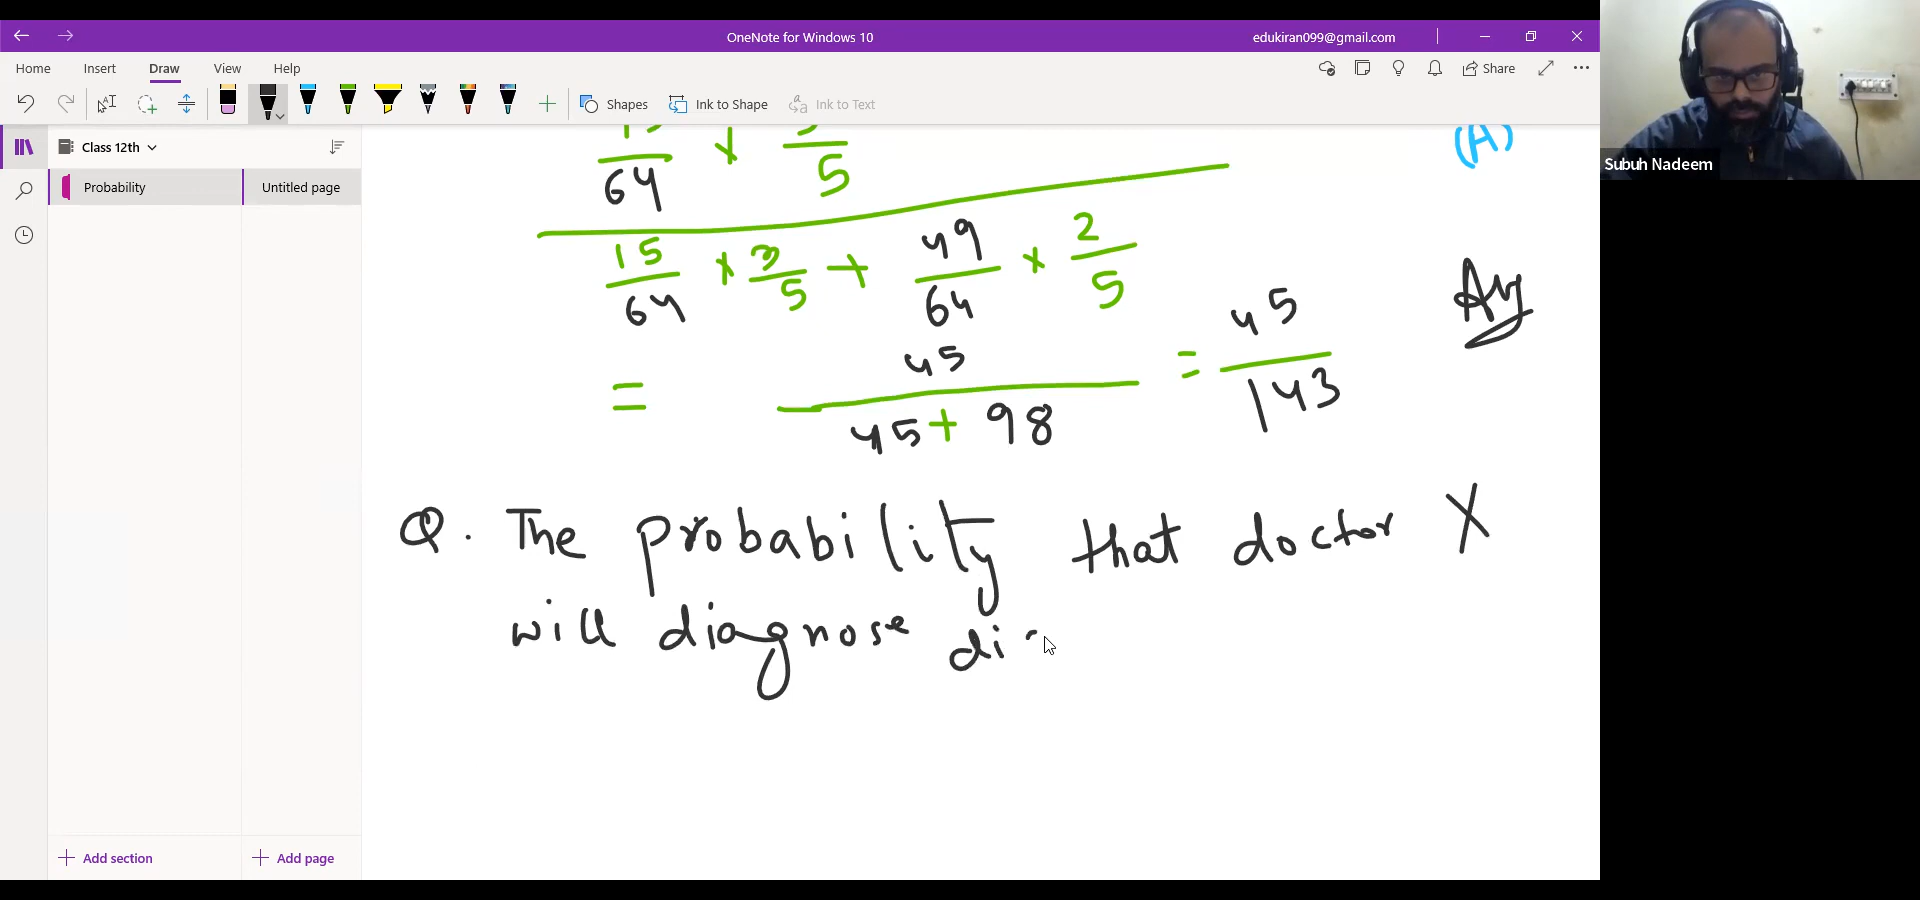 OneNote for Windows 10
edukiran099@gmail.com
Home Insert Draw View Help
Share
Shapes Ink to Shape Ink to Text
Class 12th
Probability
Untitled page
64 × 5
(A)
15/64 × 3/5 + 49/64 × 2/5
= 45/(45 + 98) = 45/143
Q. The probability that doctor X
will diagnose di
Add section
Add page
Subuh Nadeem